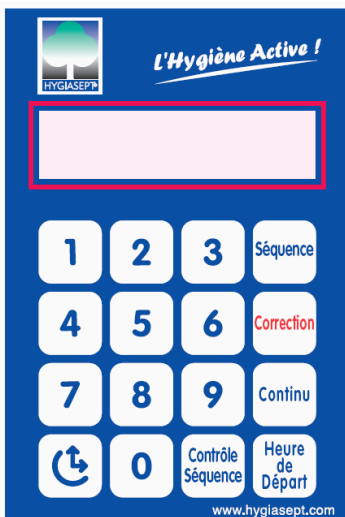 L'Hygiène Active !
HYGIASEPT
1 2 3 Séquence
4 5 6 Correction
7 8 9 Continu
0 Contrôle Séquence Heure de Départ
www.hygiasept.com